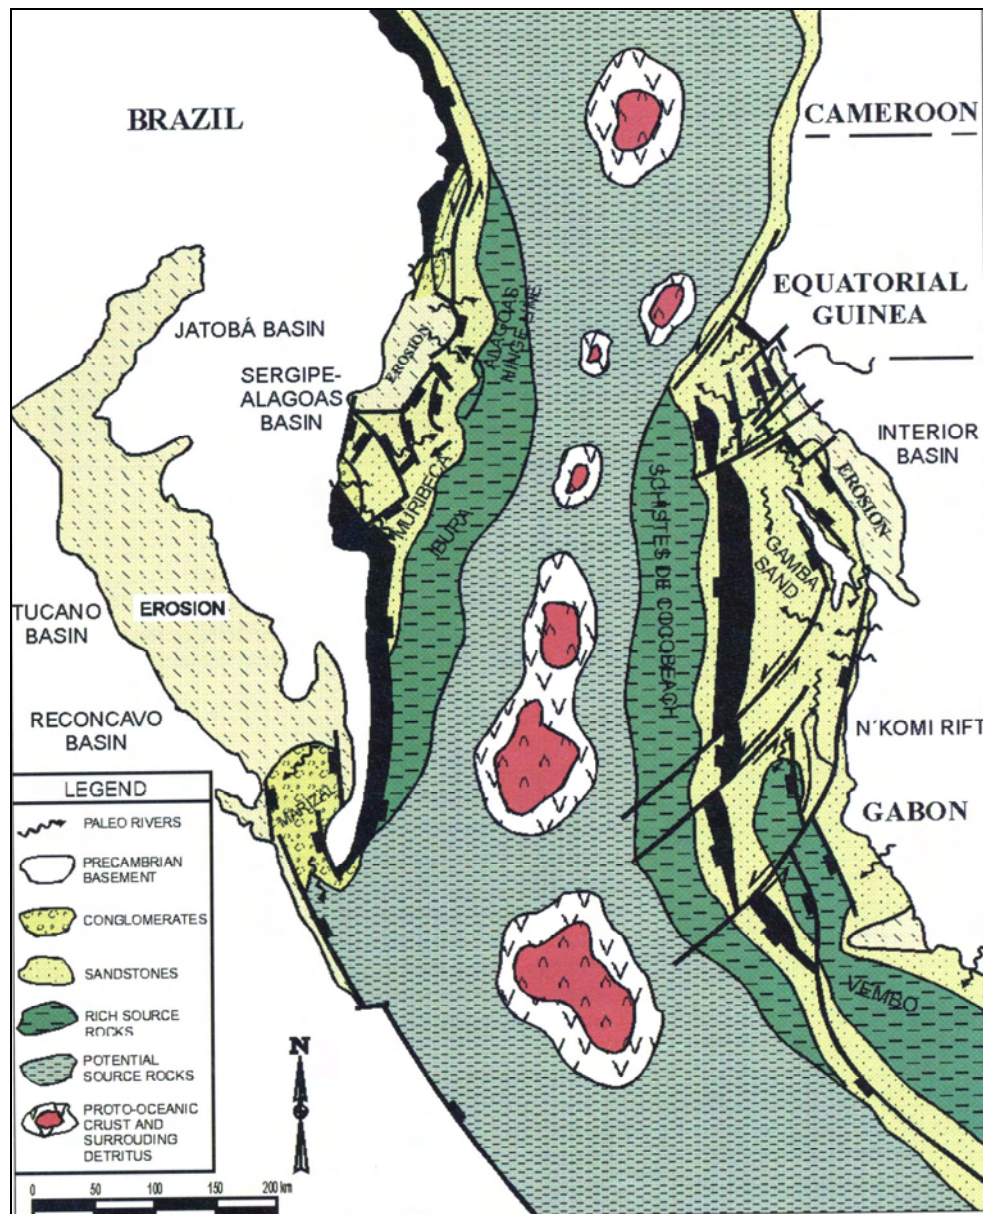 BRAZIL
CAMEROON
EQUATORIAL
GUINEA
JATOBÁ BASIN
SERGIPE-
ALAGOAS
BASIN
EROSION
ALAGOAS
HINGE LINE
INTERIOR
BASIN
EROSION
MURIBECA
IBURA
SCHISTES DE COCOBEACH
GAMBA
SAND
TUCANO
BASIN
EROSION
RECONCAVO
BASIN
N'KOMI RIFT
GABON
MARIZAL
VEMBO
LEGEND
PALEO RIVERS
PRECAMBRIAN
BASEMENT
CONGLOMERATES
SANDSTONES
RICH SOURCE
ROCKS
POTENTIAL
SOURCE ROCKS
PROTO-OCEANIC
CRUST AND
SURROUDING
DETRITUS
N
0 50 100 150 200 km